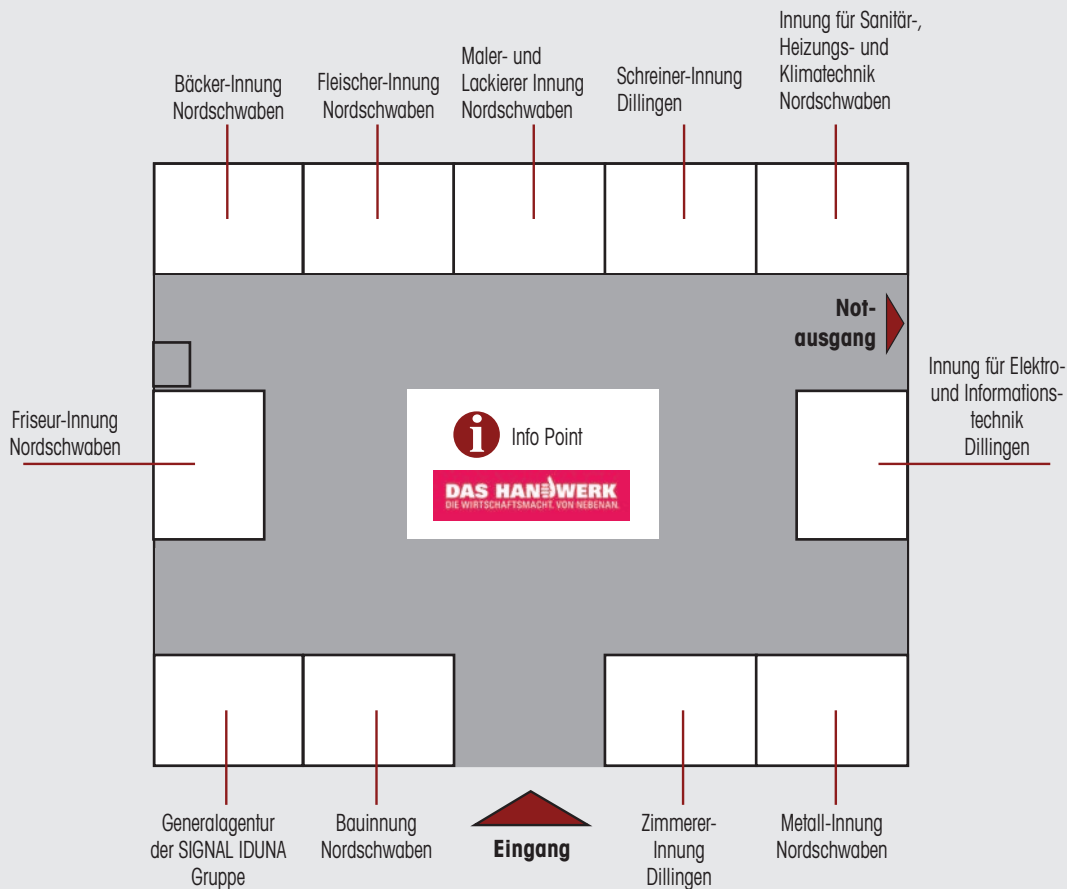 Bäcker-Innung
Nordschwaben
Fleischer-Innung
Nordschwaben
Maler- und
Lackierer Innung
Nordschwaben
Schreiner-Innung
Dillingen
Innung für Sanitär-,
Heizungs- und
Klimatechnik
Nordschwaben
Not-
ausgang
Friseur-Innung
Nordschwaben
i Info Point
DAS HANDWERK
DIE WIRTSCHAFTSMACHT. VON NEBENAN.
Innung für Elektro-
und Informations-
technik
Dillingen
Generalagentur
der SIGNAL IDUNA
Gruppe
Bauinnung
Nordschwaben
Eingang
Zimmerer-
Innung
Dillingen
Metall-Innung
Nordschwaben